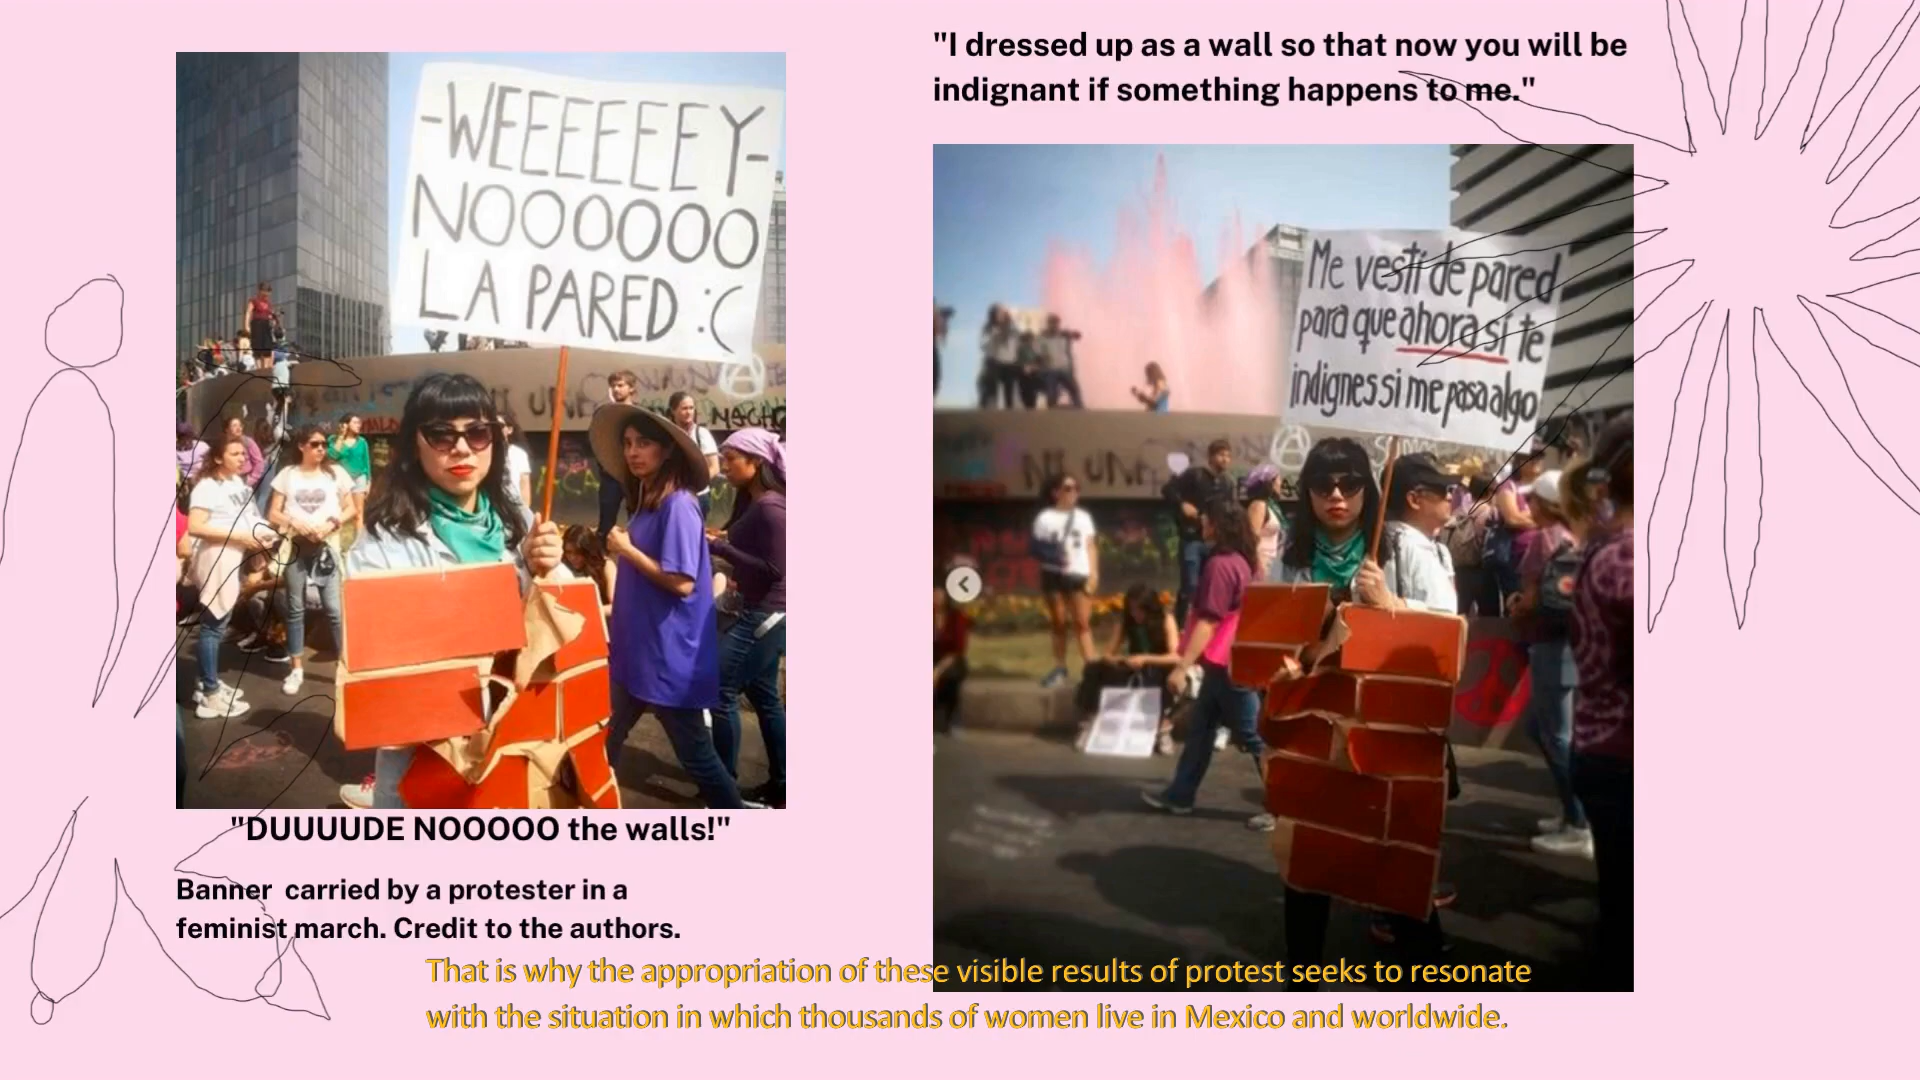 -WEEEEEEY-
NOOOOOO
LA PARED :(
"DUUUUDE NOOOOO the walls!"
Banner carried by a protester in a
feminist march. Credit to the authors.
"I dressed up as a wall so that now you will be
indignant if something happens to me."
Me vestí de pared
para que ahora sí te
indignes si me pasa algo
NI UNA
That is why the appropriation of these visible results of protest seeks to resonate
with the situation in which thousands of women live in Mexico and worldwide.